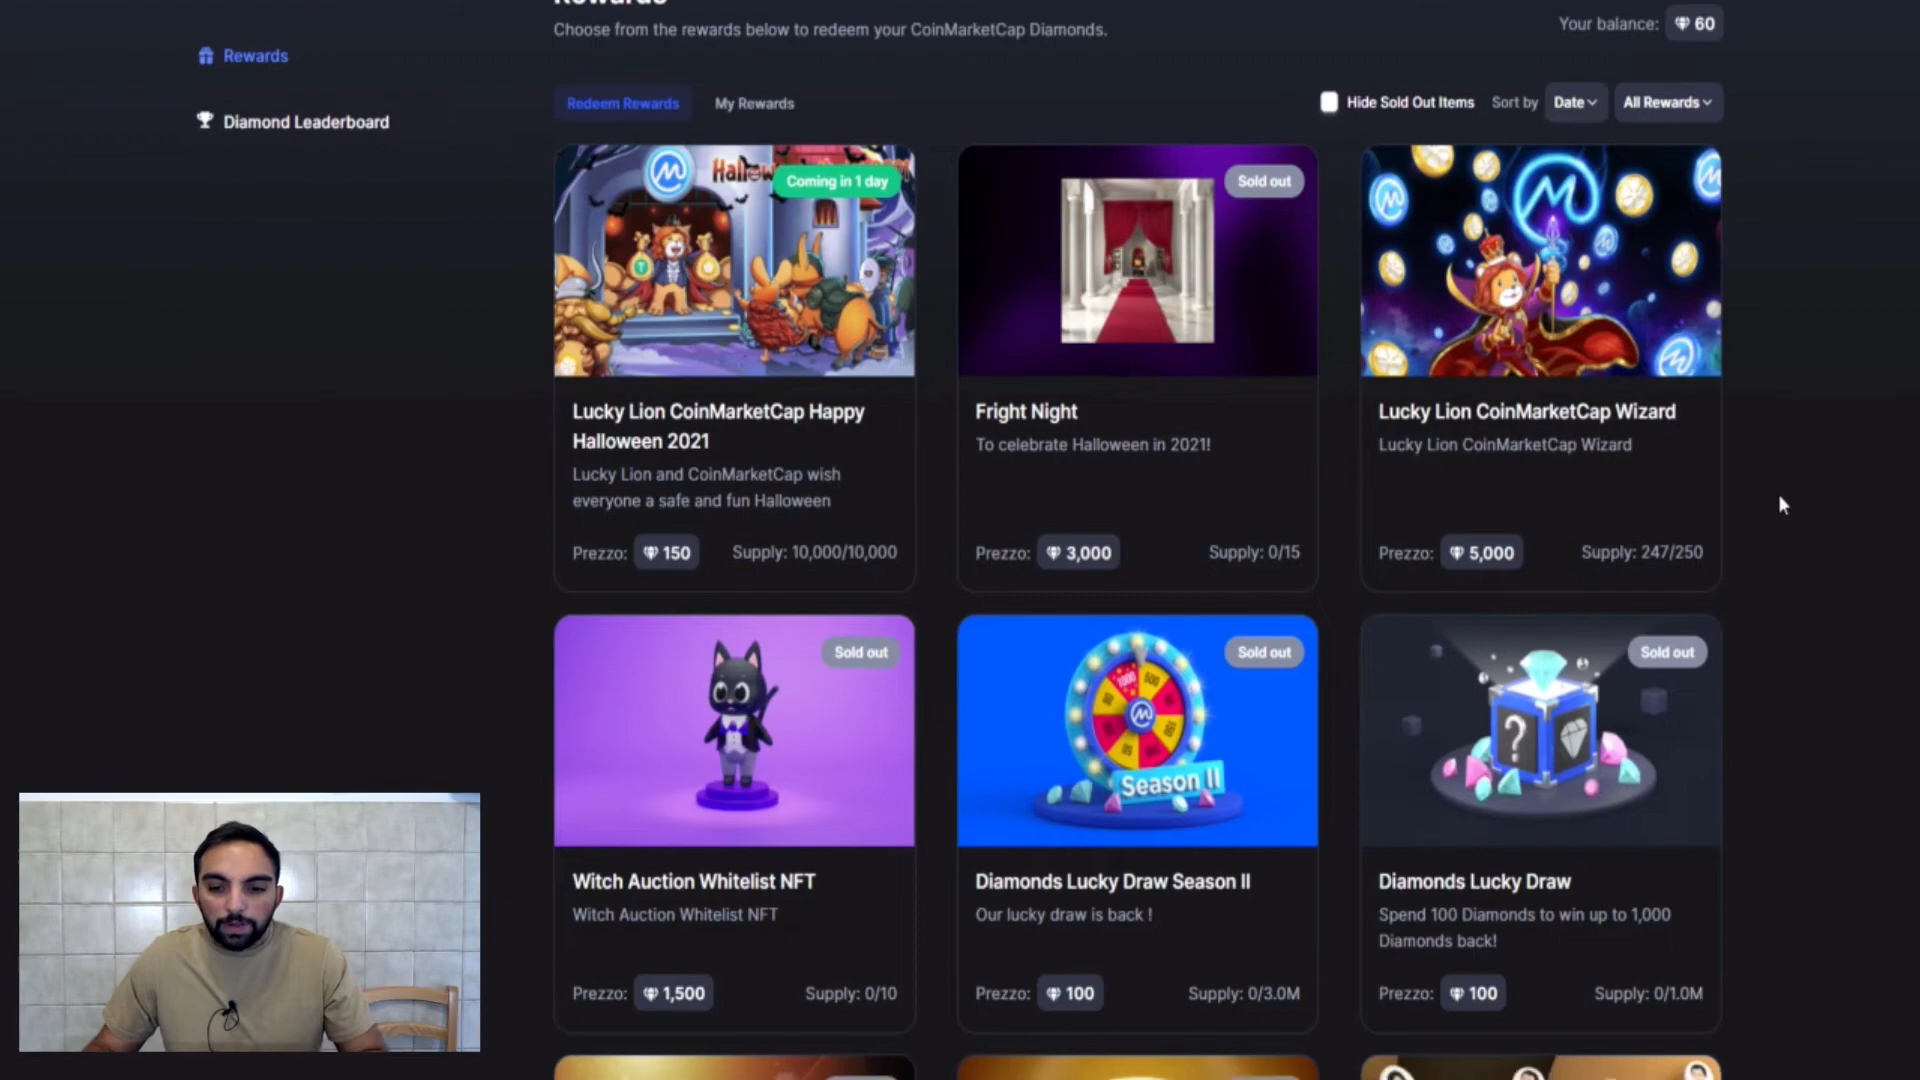 Rewards
Choose from the rewards below to redeem your CoinMarketCap Diamonds.
Your balance: 60
Rewards
Diamond Leaderboard
Redeem Rewards
My Rewards
Hide Sold Out Items
Sort by
Date
All Rewards
Coming in 1 day
Lucky Lion CoinMarketCap Happy
Halloween 2021
Lucky Lion and CoinMarketCap wish
everyone a safe and fun Halloween
Prezzo: 150
Supply: 10,000/10,000
Sold out
Fright Night
To celebrate Halloween in 2021!
Prezzo: 3,000
Supply: 0/15
Lucky Lion CoinMarketCap Wizard
Lucky Lion CoinMarketCap Wizard
Prezzo: 5,000
Supply: 247/250
Sold out
Witch Auction Whitelist NFT
Witch Auction Whitelist NFT
Prezzo: 1,500
Supply: 0/10
Sold out
1000
500
Season II
Diamonds Lucky Draw Season II
Our lucky draw is back !
Prezzo: 100
Supply: 0/3.0M
Sold out
?
Diamonds Lucky Draw
Spend 100 Diamonds to win up to 1,000
Diamonds back!
Prezzo: 100
Supply: 0/1.0M